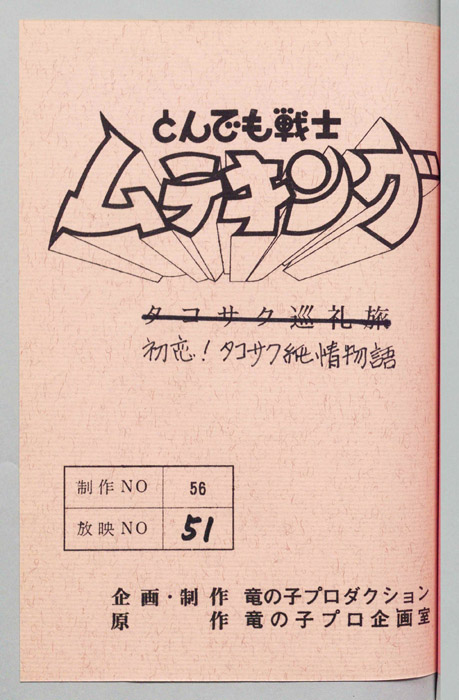 とんでも戦士
ムテキング
タコサク巡礼旅
初恋！タコサク純情物語
制作NO 56
放映NO 51
企画・制作 竜の子プロダクション
原作 竜の子プロ企画室